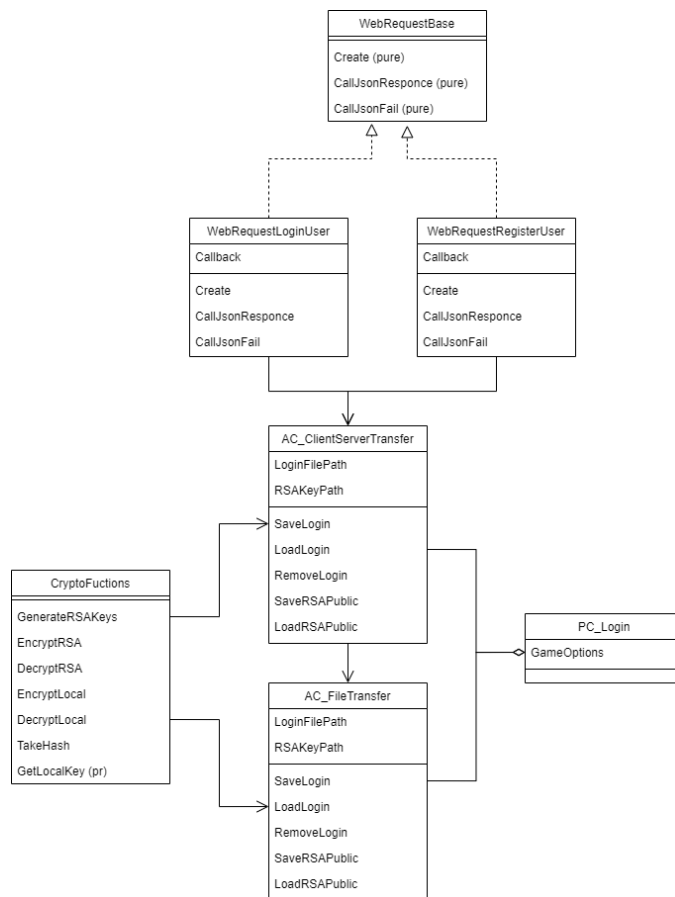 WebRequestBase
Create (pure)
CallJsonResponce (pure)
CallJsonFail (pure)
WebRequestLoginUser
Callback
Create
CallJsonResponce
CallJsonFail
WebRequestRegisterUser
Callback
Create
CallJsonResponce
CallJsonFail
AC_ClientServerTransfer
LoginFilePath
RSAKeyPath
SaveLogin
LoadLogin
RemoveLogin
SaveRSAPublic
LoadRSAPublic
CryptoFuctions
GenerateRSAKeys
EncryptRSA
DecryptRSA
EncryptLocal
DecryptLocal
TakeHash
GetLocalKey (pr)
PC_Login
GameOptions
AC_FileTransfer
LoginFilePath
RSAKeyPath
SaveLogin
LoadLogin
RemoveLogin
SaveRSAPublic
LoadRSAPublic